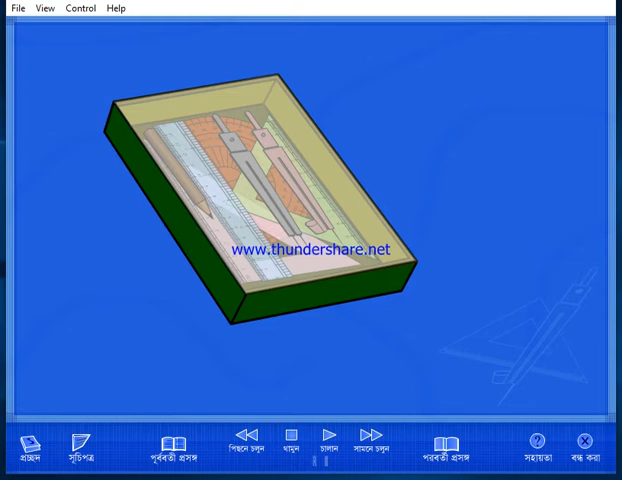 File View Control Help
www.thundershare.net
প্রচ্ছদ সূচিপত্র পূর্ববর্তী প্রসঙ্গ পিছনে চলুন থামুন চালান সামনে চলুন পরবর্তী প্রসঙ্গ সহায়তা বন্ধ করা